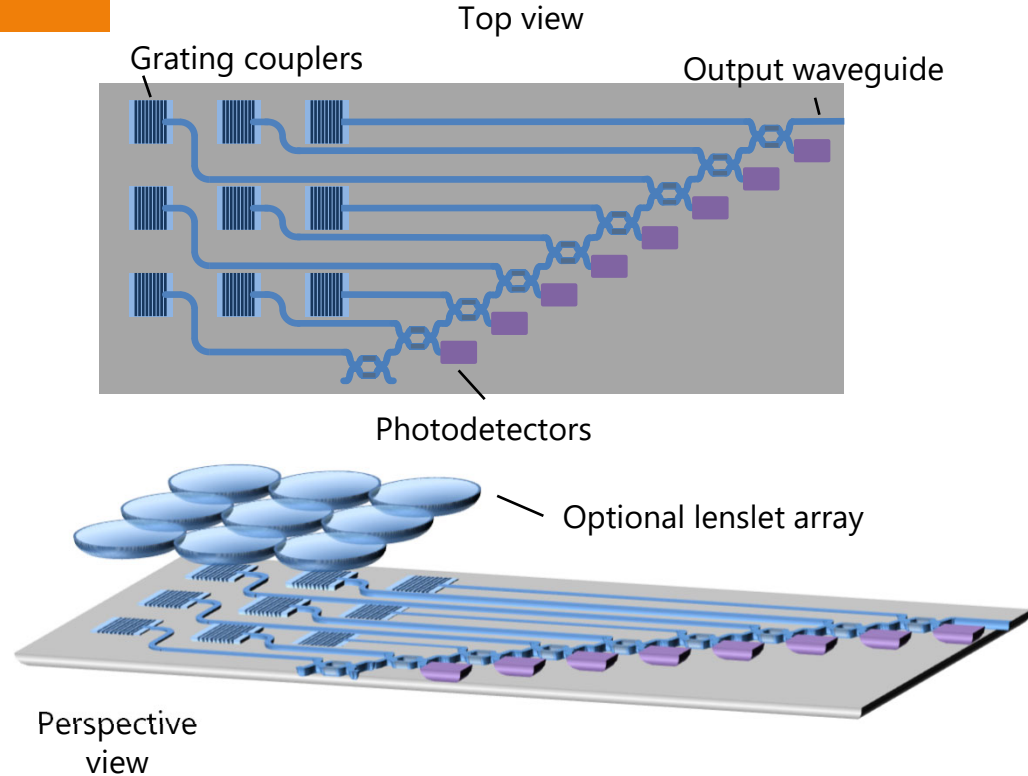 Top view
Grating couplers
Output waveguide
Photodetectors
Optional lenslet array
Perspective
view